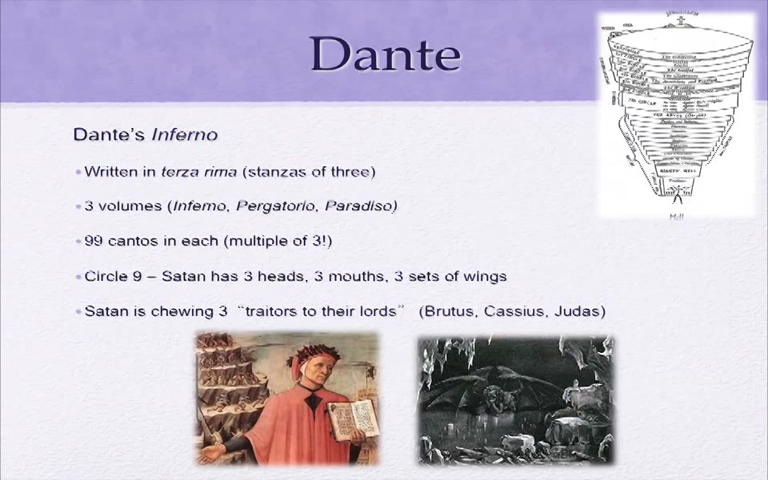 Dante
Dante's Inferno
•Written in terza rima (stanzas of three)
•3 volumes (Inferno, Pergatorio, Paradiso)
•99 cantos in each (multiple of 3!)
•Circle 9 – Satan has 3 heads, 3 mouths, 3 sets of wings
•Satan is chewing 3 “traitors to their lords” (Brutus, Cassius, Judas)
Hell